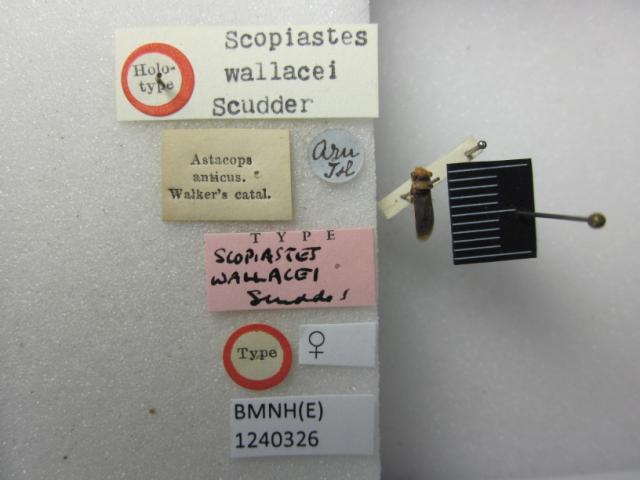 Holo-
type
Scopiastes
wallacei
Scudder
Astacops
anticus.
Walker's catal.
Aru
Isl
TYPE
SCOPIASTES
WALLACEI
Scudder
Type
♀
BMNH(E)
1240326